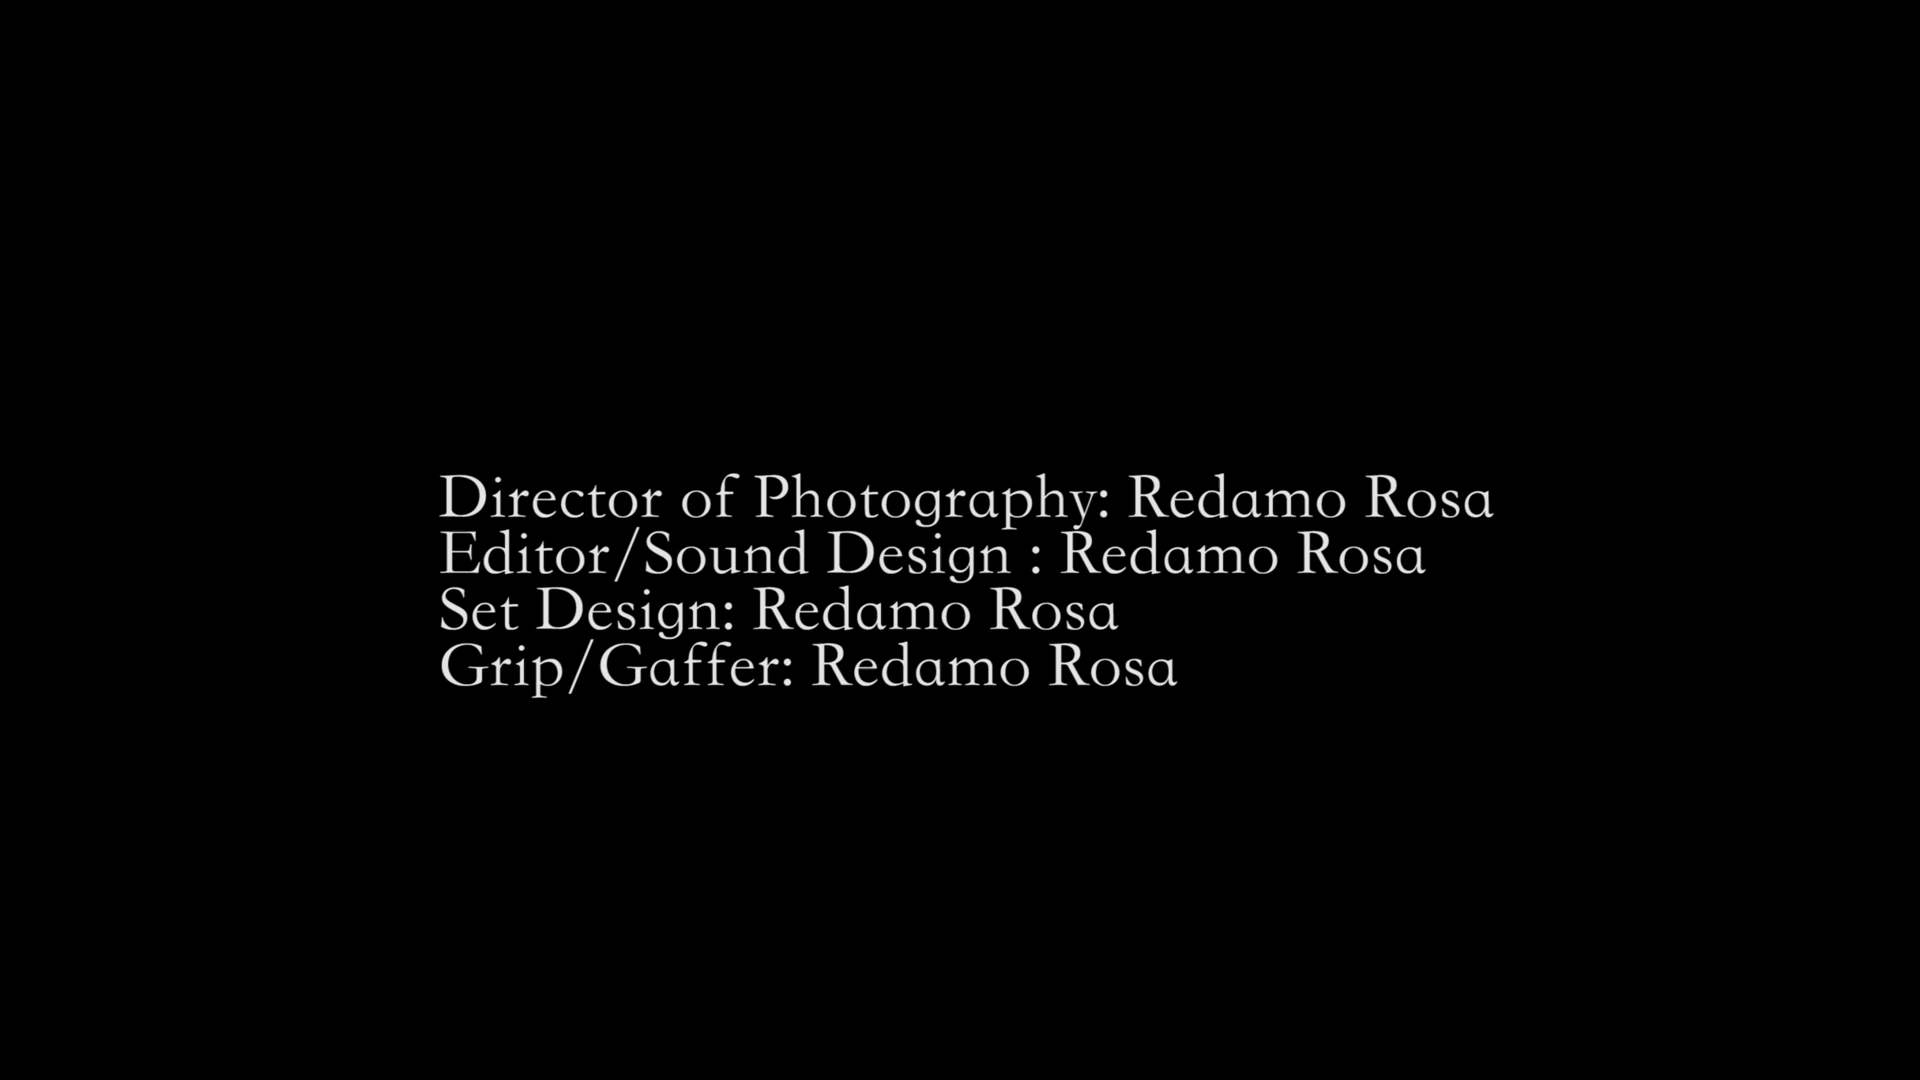 Director of Photography: Redamo Rosa
Editor/Sound Design : Redamo Rosa
Set Design: Redamo Rosa
Grip/Gaffer: Redamo Rosa